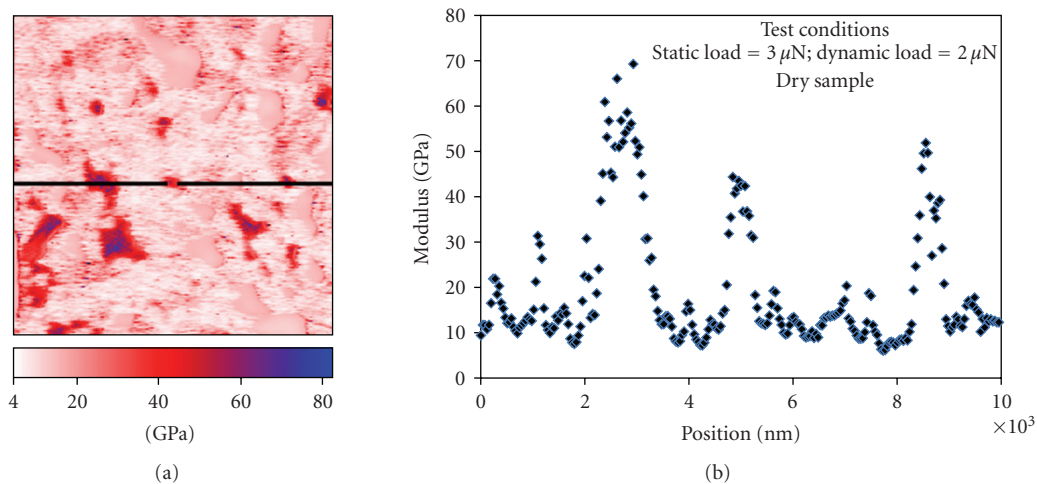 4
20
40
60
80
(GPa)
(a)
80
70
60
50
40
30
20
10
0
Modulus (GPa)
Test conditions
Static load = 3 μN; dynamic load = 2 μN
Dry sample
0
2
4
6
8
10
×10³
Position (nm)
(b)